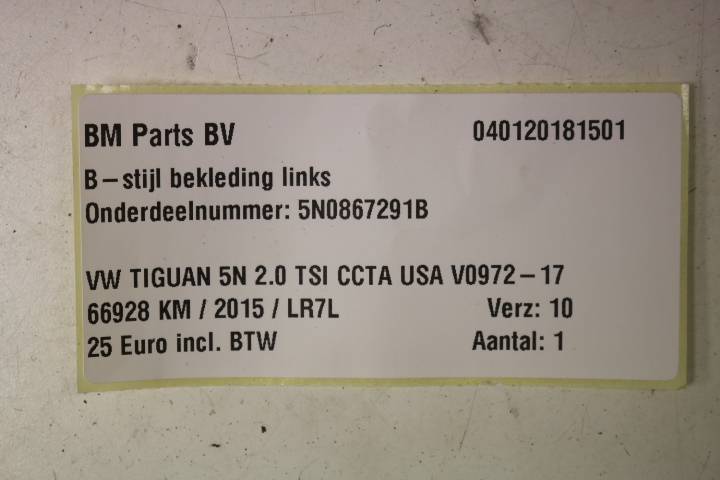 BM Parts BV 040120181501
B-stijl bekleding links
Onderdeelnummer: 5N0867291B
VW TIGUAN 5N 2.0 TSI CCTA USA V0972-17
66928 KM / 2015 / LR7L Verz: 10
25 Euro incl. BTW Aantal: 1